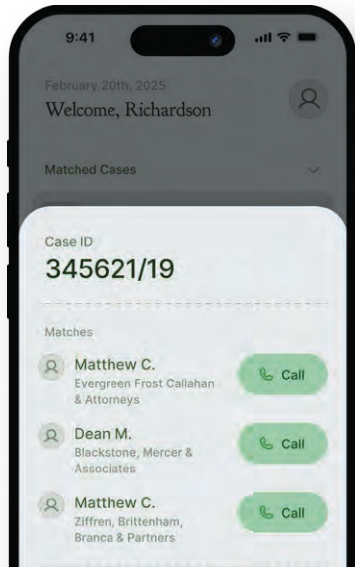 9:41
February 20th, 2025
Welcome, Richardson
Matched Cases
Case ID
345621/19
Matches
Matthew C.
Evergreen Frost Callahan
& Attorneys
Call
Dean M.
Blackstone, Mercer &
Associates
Call
Matthew C.
Ziffren, Brittenham,
Branca & Partners
Call